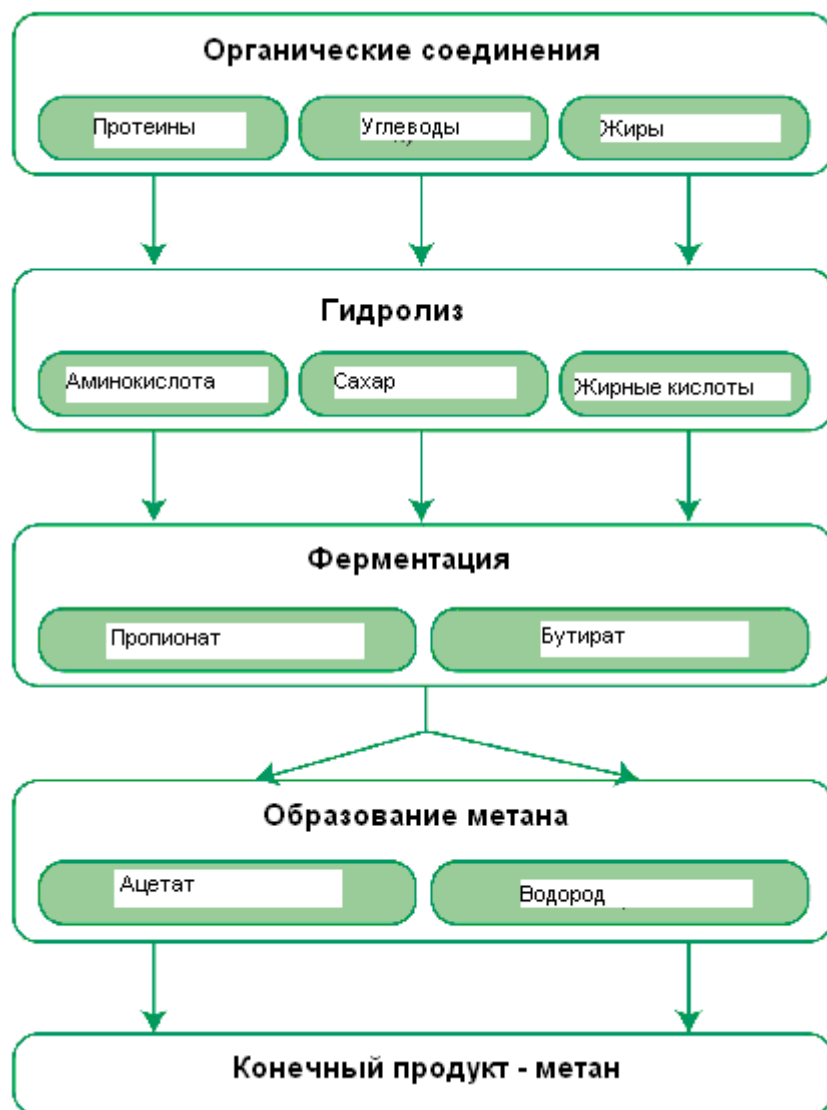 Органические соединения
Протеины
Углеводы
Жиры
Гидролиз
Аминокислота
Сахар
Жирные кислоты
Ферментация
Пропионат
Бутират
Образование метана
Ацетат
Водород
Конечный продукт - метан